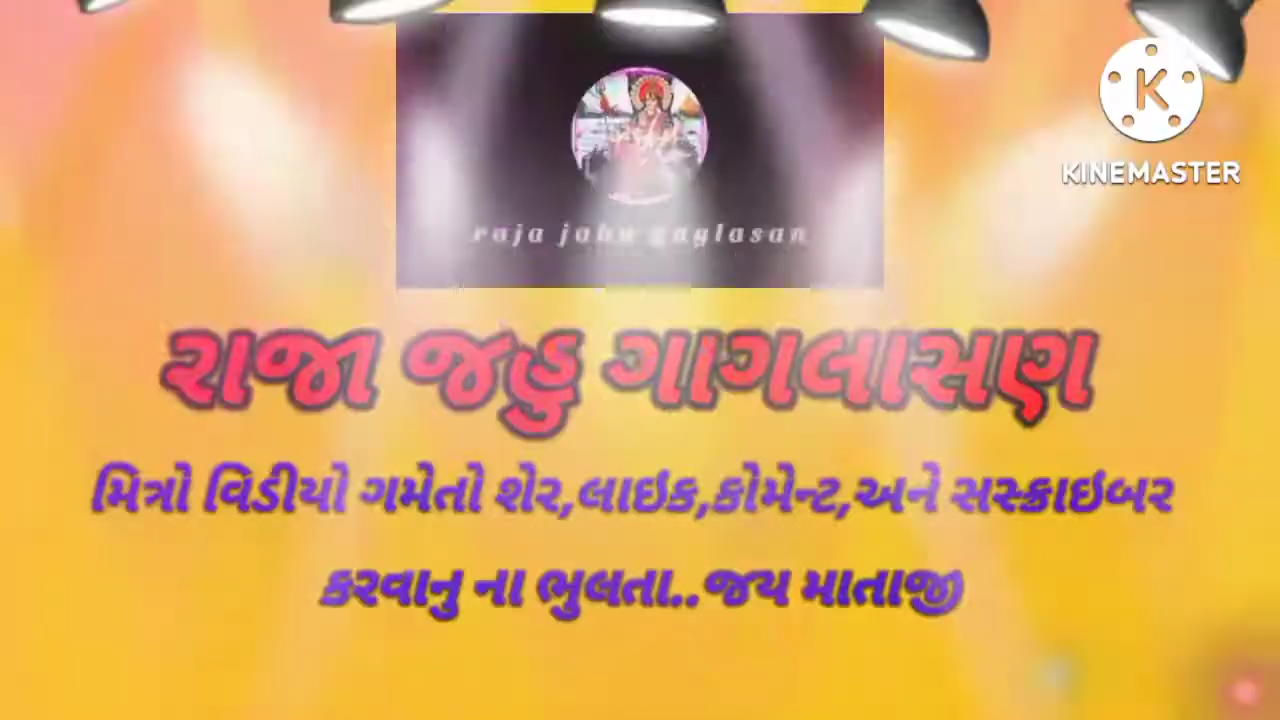 KINEMASTER
raja jahu gaglasan
રાજા જહુ ગાગલાસણ
મિત્રો વિડીયો ગમેતો શેર,લાઇક,કોમેન્ટ,અને સસ્ક્રાઇબર
કરવાનુ ના ભુલતા..જય માતાજી